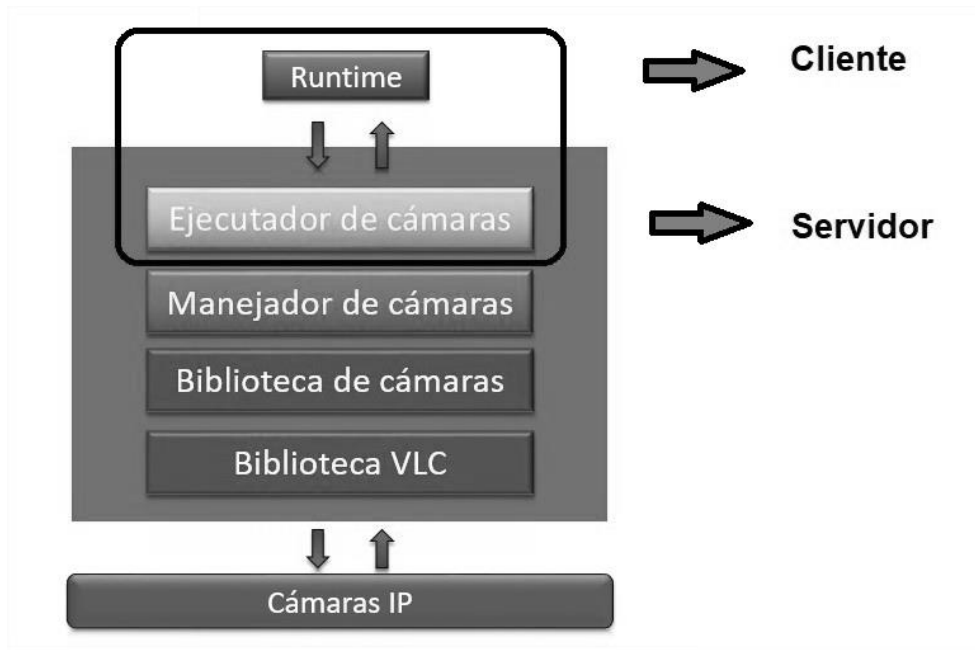 Runtime
Cliente
Ejecutador de cámaras
Servidor
Manejador de cámaras
Biblioteca de cámaras
Biblioteca VLC
Cámaras IP